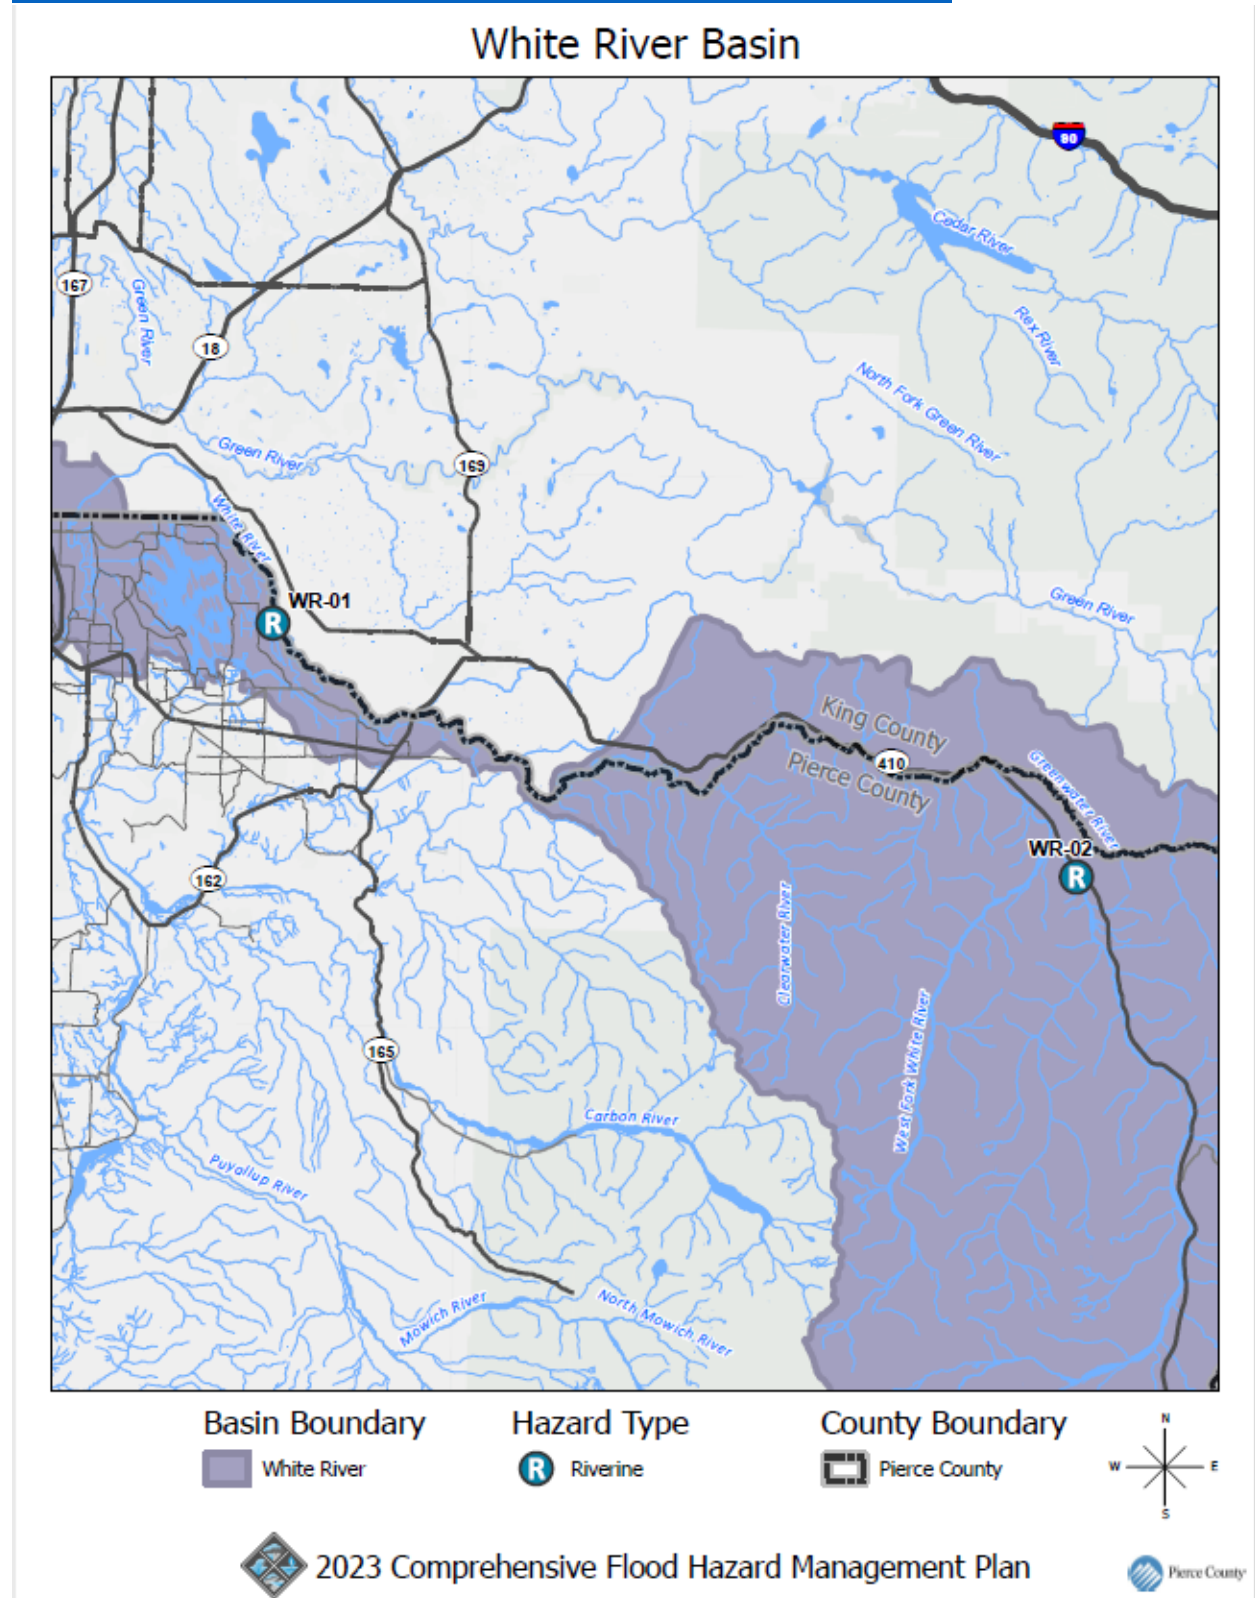 White River Basin
90
Cedar River
167
Green River
Rex River
18
North Fork Green River
Green River
169
White River
WR-01
Green River
King County
410
Pierce County
Greenwater River
WR-02
162
Clearwater River
West Fork White River
165
Carbon River
Puyallup River
Mowich River
North Mowich River
Basin Boundary
Hazard Type
County Boundary
N
White River
R
Riverine
Pierce County
W
E
S
2023 Comprehensive Flood Hazard Management Plan
Pierce County
R
R